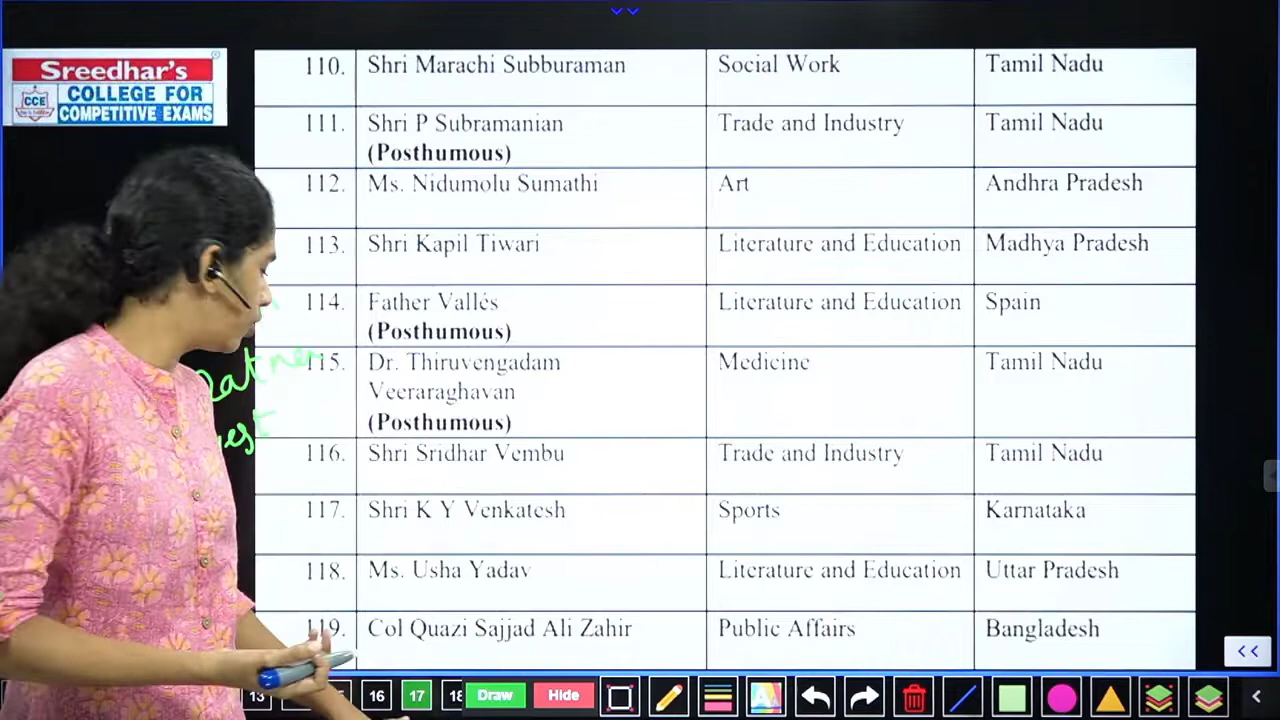 Sreedhar's
CCE
COLLEGE FOR
COMPETITIVE EXAMS
110. Shri Marachi Subburaman Social Work Tamil Nadu
111. Shri P Subramanian Trade and Industry Tamil Nadu
(Posthumous)
112. Ms. Nidumolu Sumathi Art Andhra Pradesh
113. Shri Kapil Tiwari Literature and Education Madhya Pradesh
114. Father Vallés Literature and Education Spain
(Posthumous)
115. Dr. Thiruvengadam Medicine Tamil Nadu
Veeraraghavan
(Posthumous)
116. Shri Sridhar Vembu Trade and Industry Tamil Nadu
117. Shri K Y Venkatesh Sports Karnataka
118. Ms. Usha Yadav Literature and Education Uttar Pradesh
119. Col Quazi Sajjad Ali Zahir Public Affairs Bangladesh
13 16 17 18 Draw Hide A